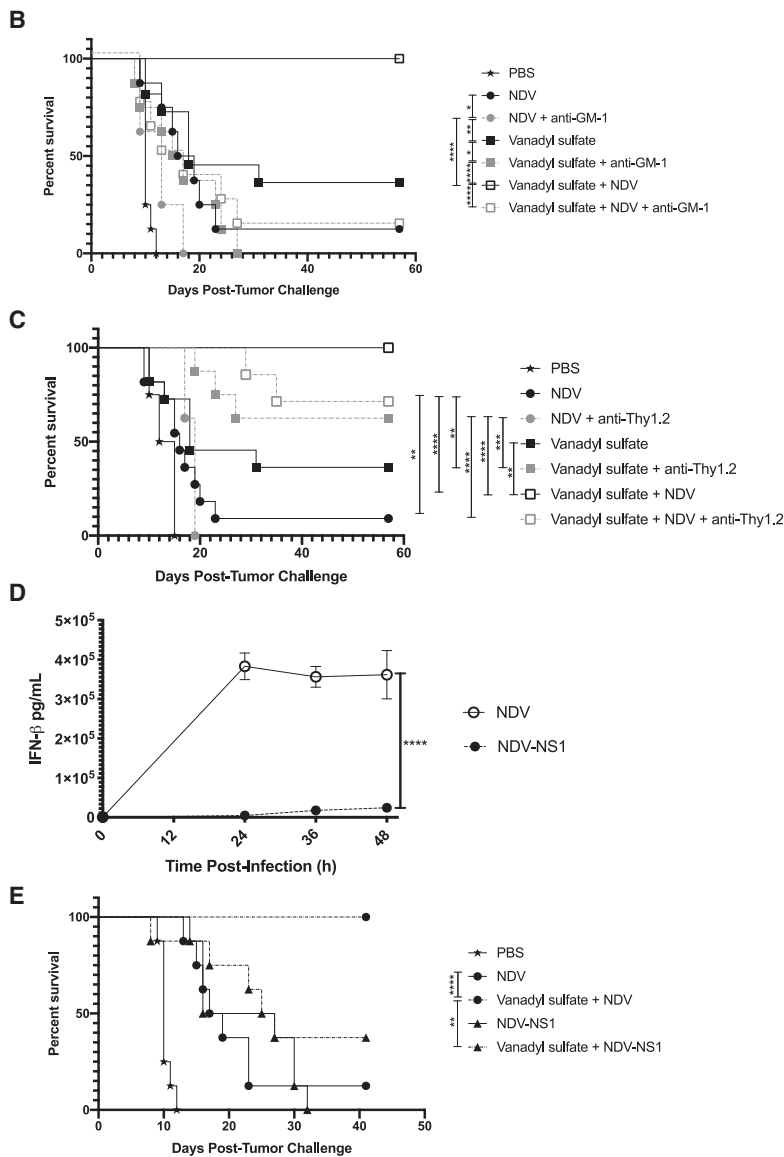 B
Percent survival
100
50
0
0
20
40
60
Days Post-Tumor Challenge
PBS
NDV
NDV + anti-GM-1
Vanadyl sulfate
Vanadyl sulfate + anti-GM-1
Vanadyl sulfate + NDV
Vanadyl sulfate + NDV + anti-GM-1
****
*
**
*
****
****
C
Percent survival
100
50
0
0
20
40
60
Days Post-Tumor Challenge
**
****
**
****
****
***
**
PBS
NDV
NDV + anti-Thy1.2
Vanadyl sulfate
Vanadyl sulfate + anti-Thy1.2
Vanadyl sulfate + NDV
Vanadyl sulfate + NDV + anti-Thy1.2
D
IFN-β pg/mL
5×10⁵
4×10⁵
3×10⁵
2×10⁵
1×10⁵
0
0
12
24
36
48
Time Post-Infection (h)
****
NDV
NDV-NS1
E
Percent survival
100
50
0
0
10
20
30
40
50
Days Post-Tumor Challenge
PBS
NDV
Vanadyl sulfate + NDV
NDV-NS1
Vanadyl sulfate + NDV-NS1
****
**